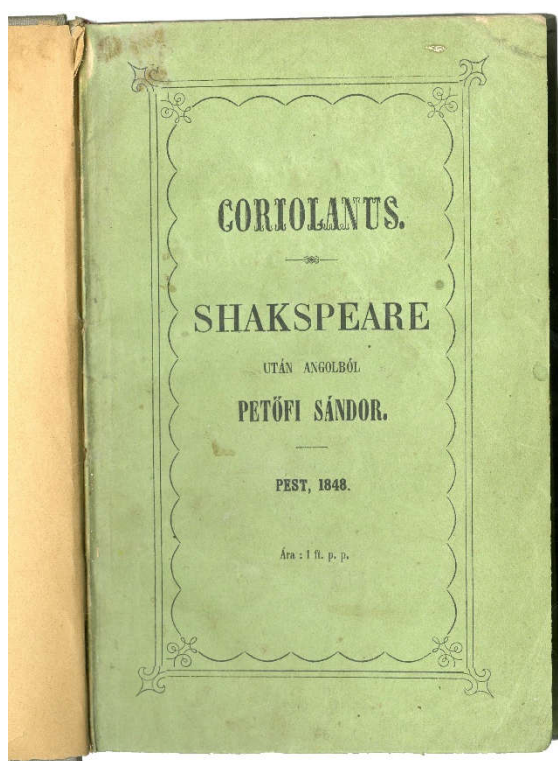 CORIOLANUS.
SHAKSPEARE
UTÁN ANGOLBÓL
PETŐFI SÁNDOR.
PEST, 1848.
Ára : 1 ft. p. p.